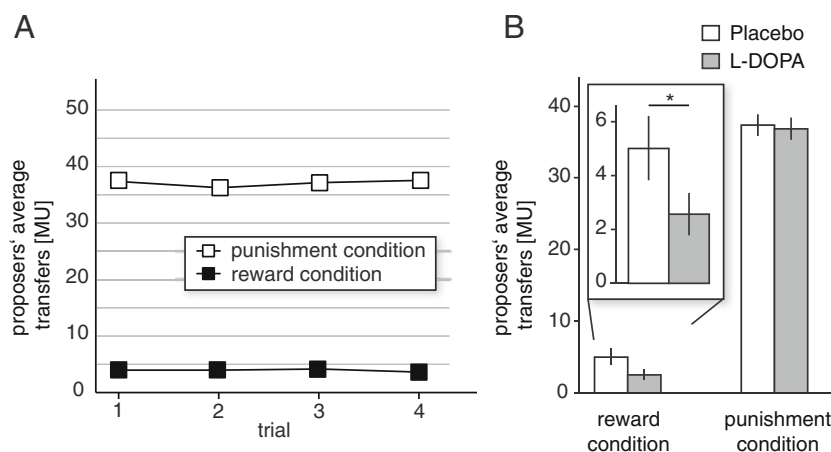 A
proposers‘ average
transfers [MU]
50
40
30
20
10
0
punishment condition
reward condition
1 2 3 4
trial
B
Placebo
L-DOPA
proposers‘ average
transfers [MU]
40
30
20
10
0
*
6
4
2
0
reward
condition
punishment
condition